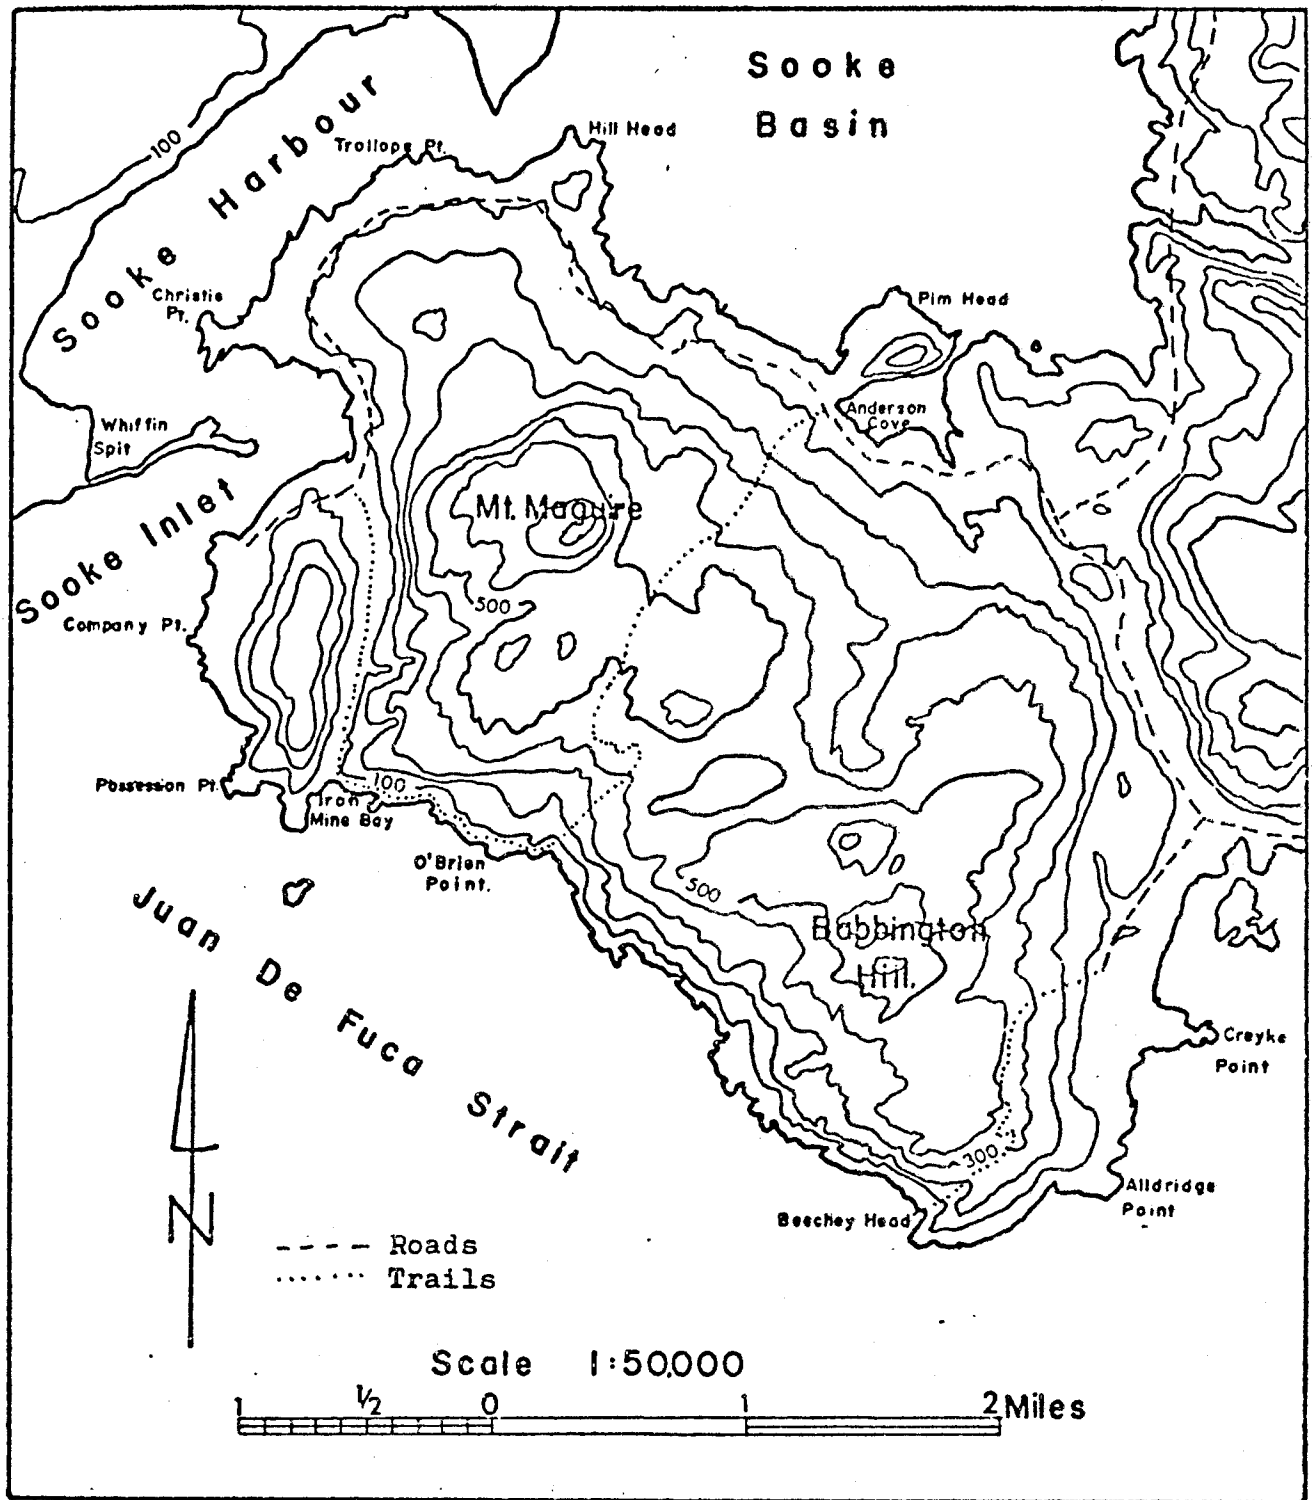 Sooke
Basin
Hill Head
Trollope Pt.
100
Sooke Harbour
Christie
Pt.
Pim Head
Anderson
Cove
Whiffin
Spit
Mt. Maguire
Sooke Inlet
500
Company Pt.
Possession Pt.
100
Iron
Mine Bay
O'Brien
Point.
500
Babbington
Hill.
Juan De Fuca Strait
Creyke
Point
300
Alldridge
Point
Beechey Head
N
Roads
Trails
Scale 1:50,000
1 1/2 0 1 2 Miles